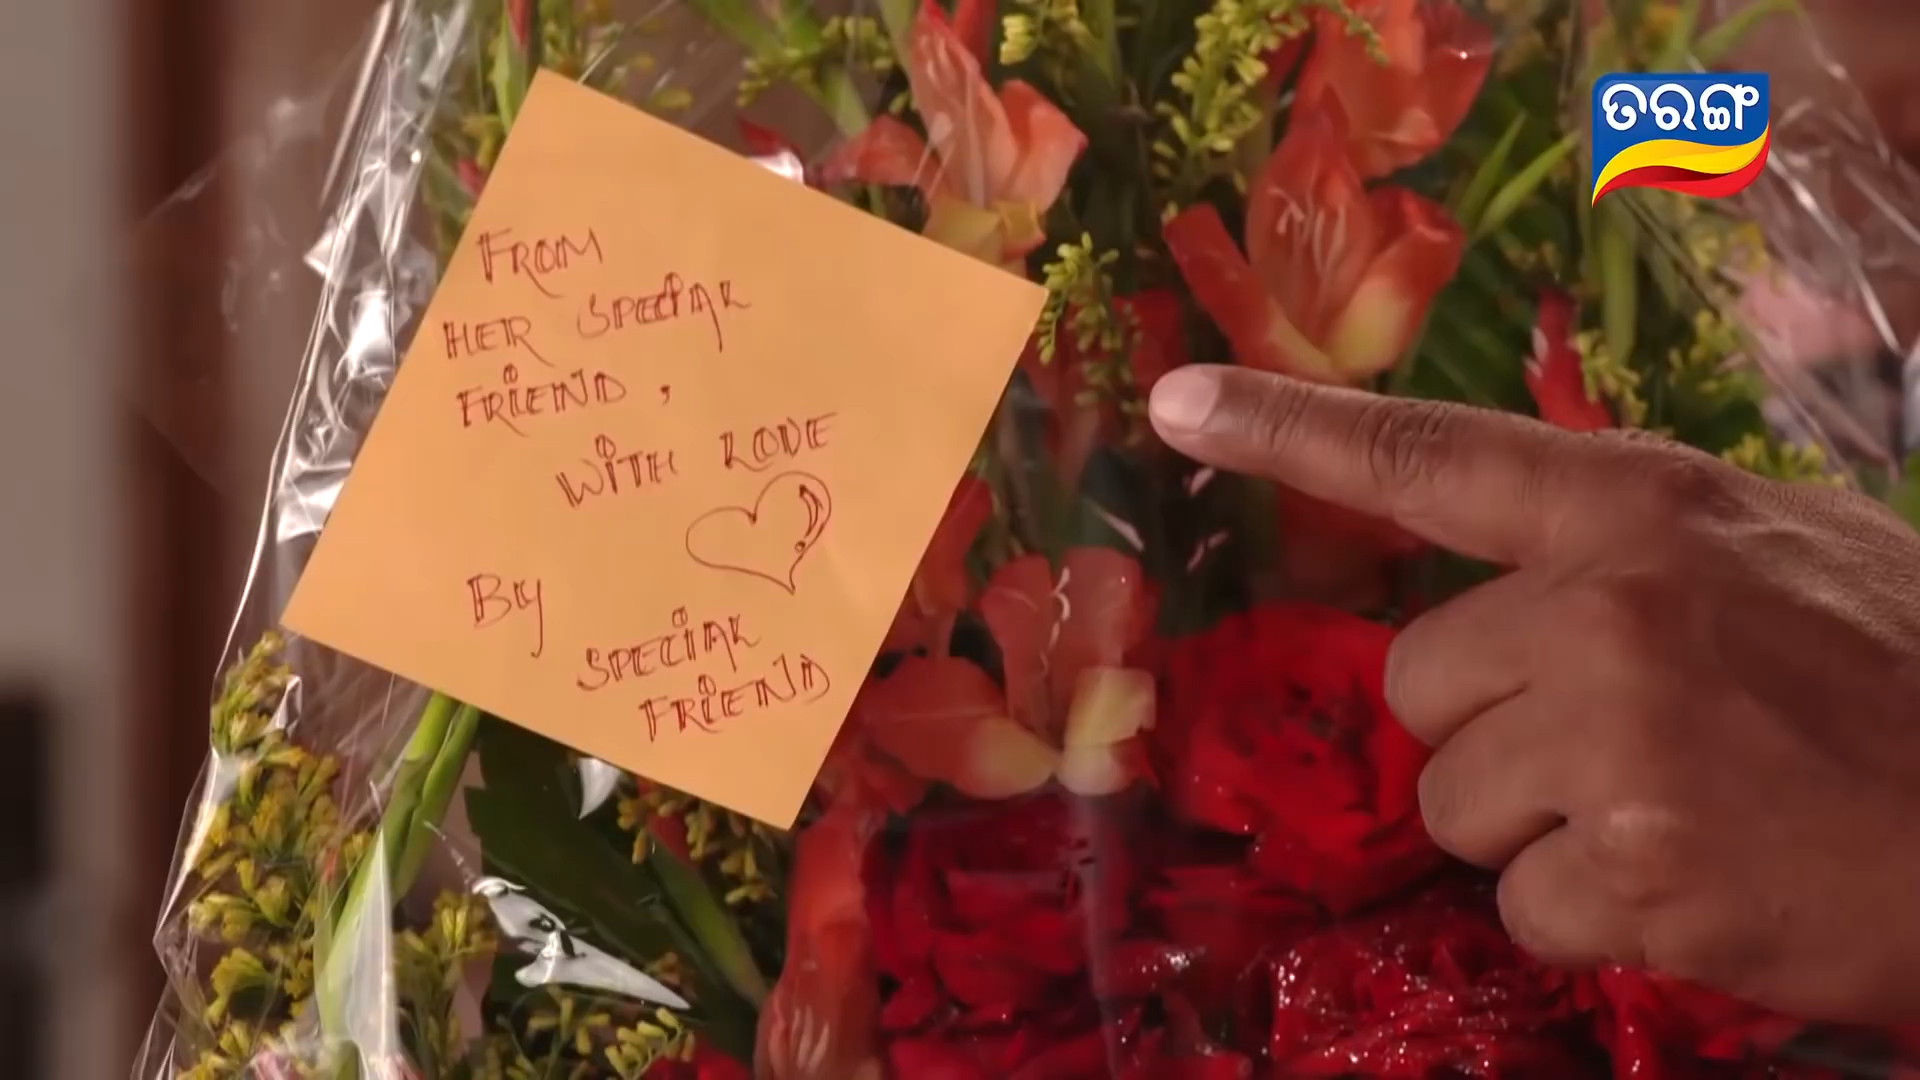 FROM
HER SPECIAL
FRIEND,
WITH LOVE
By
SPECIAL
FRIEND
ତରଙ୍ଗ